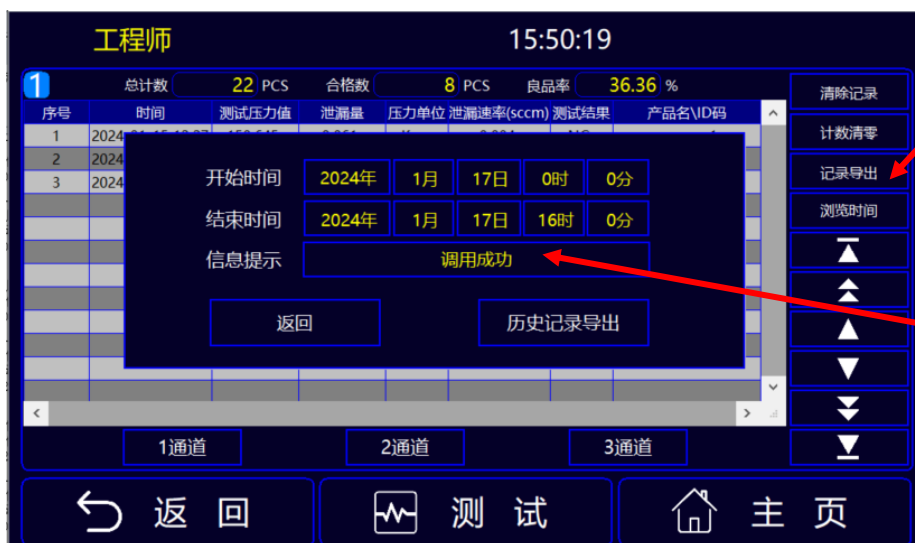 工程师 15:50:19
1 总计数 22 PCS 合格数 8 PCS 良品率 36.36 % 清除记录
序号 时间 测试压力值 泄漏量 压力单位 泄漏速率(sccm) 测试结果 产品名\ID码
计数清零
1 2024
2 2024
3 2024
记录导出
浏览时间
开始时间 2024年 1月 17日 0时 0分
结束时间 2024年 1月 17日 16时 0分
信息提示 调用成功
返回 历史记录导出
1通道 2通道 3通道
返 回 测 试 主 页